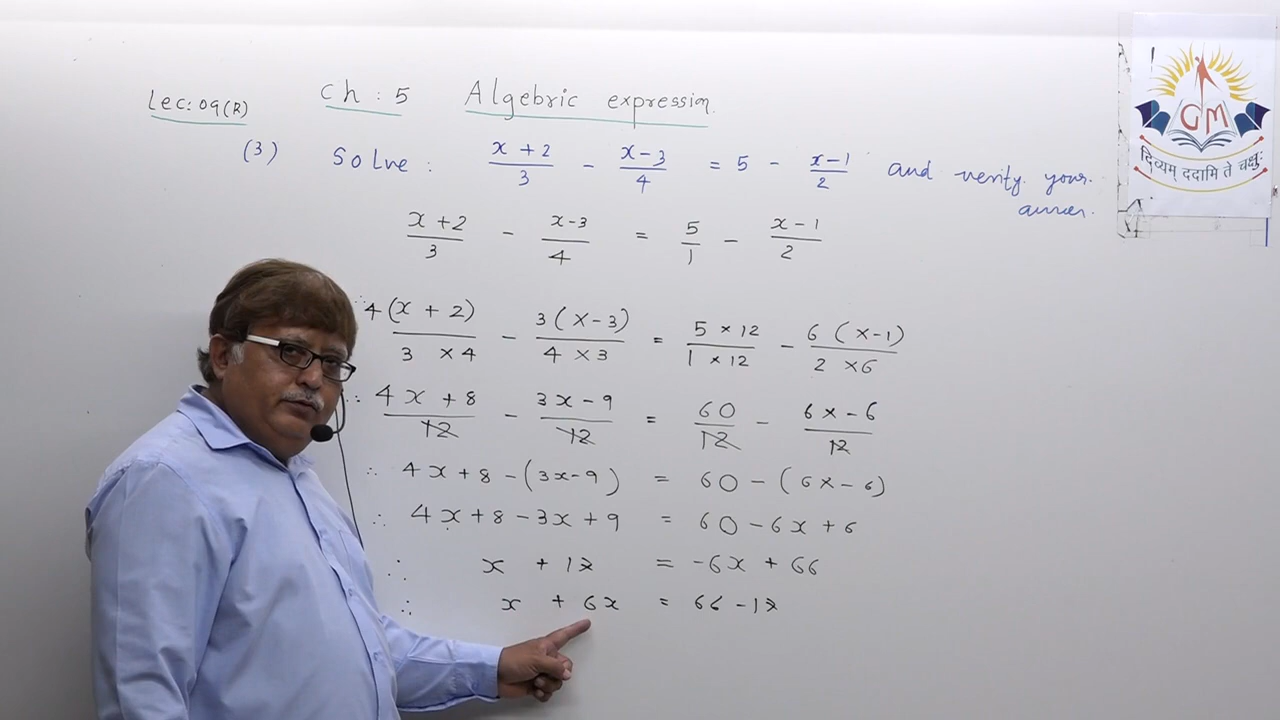 Lec: 09(R) Ch : 5 Algebric expression.
(3) Solve : (x + 2)/3 - (x - 3)/4 = 5 - (x - 1)/2 and verify your
(x + 2)/3 - (x - 3)/4 = 5/1 - (x - 1)/2
∴ 4(x + 2)/(3 × 4) - 3(x - 3)/(4 × 3) = (5 × 12)/(1 × 12) - 6(x - 1)/(2 × 6)
∴ (4x + 8)/12 - (3x - 9)/12 = 60/12 - (6x - 6)/12
∴ 4x + 8 - (3x - 9) = 60 - (6x - 6)
∴ 4x + 8 - 3x + 9 = 60 - 6x + 6
∴ x + 17 = -6x + 66
∴ x + 6x = 66 - 17
GM
दिव्यम् ददामि ते चक्षुः